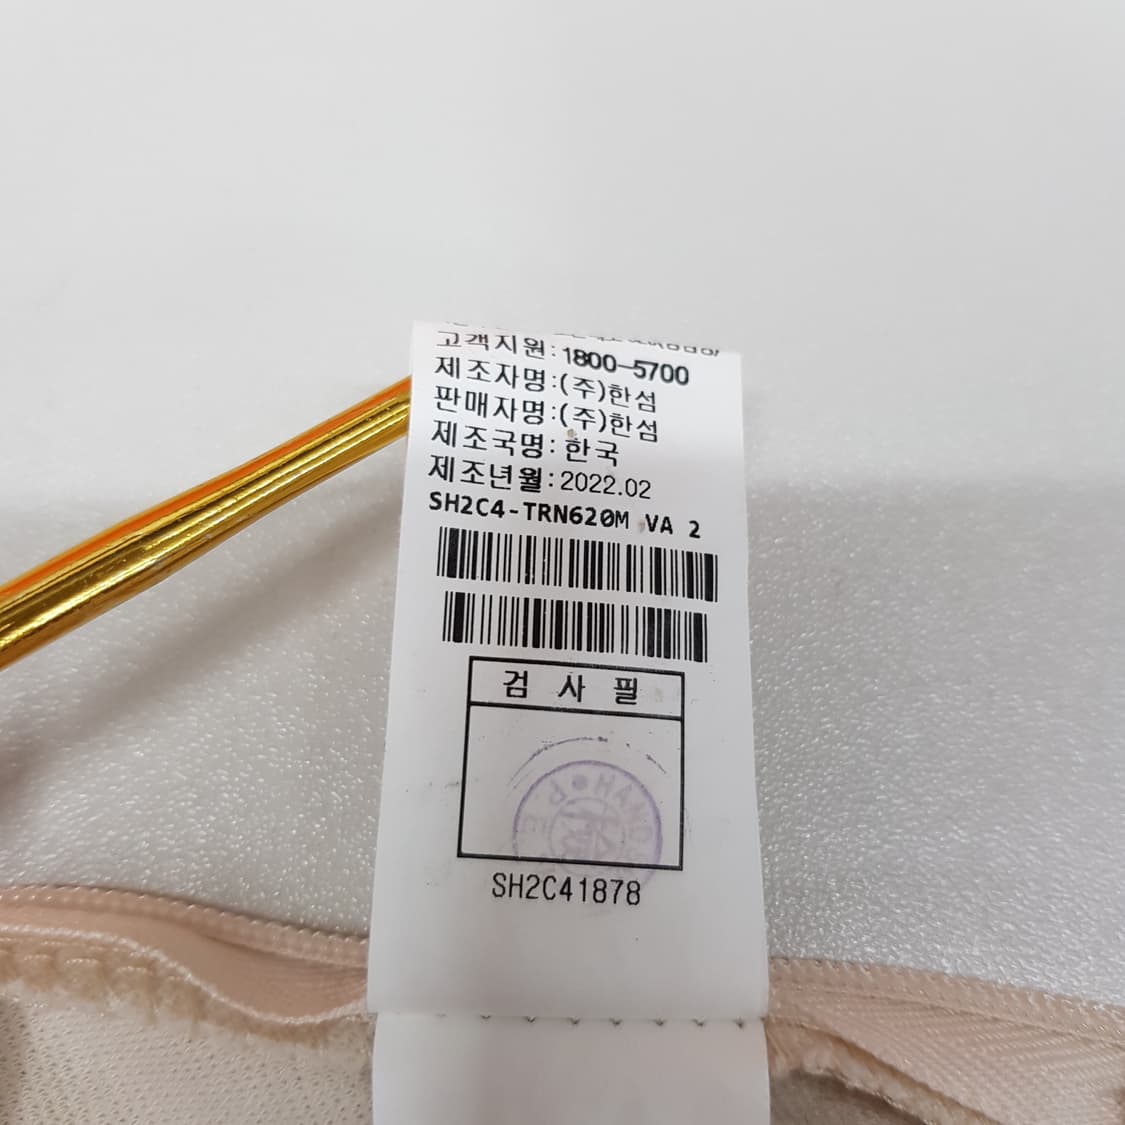 고객지원:1800-5700
제조자명:(주)한섬
판매자명:(주)한섬
제조국명:한국
제조년월:2022.02
SH2C4-TRN620M VA 2
검 사 필
SH2C41878